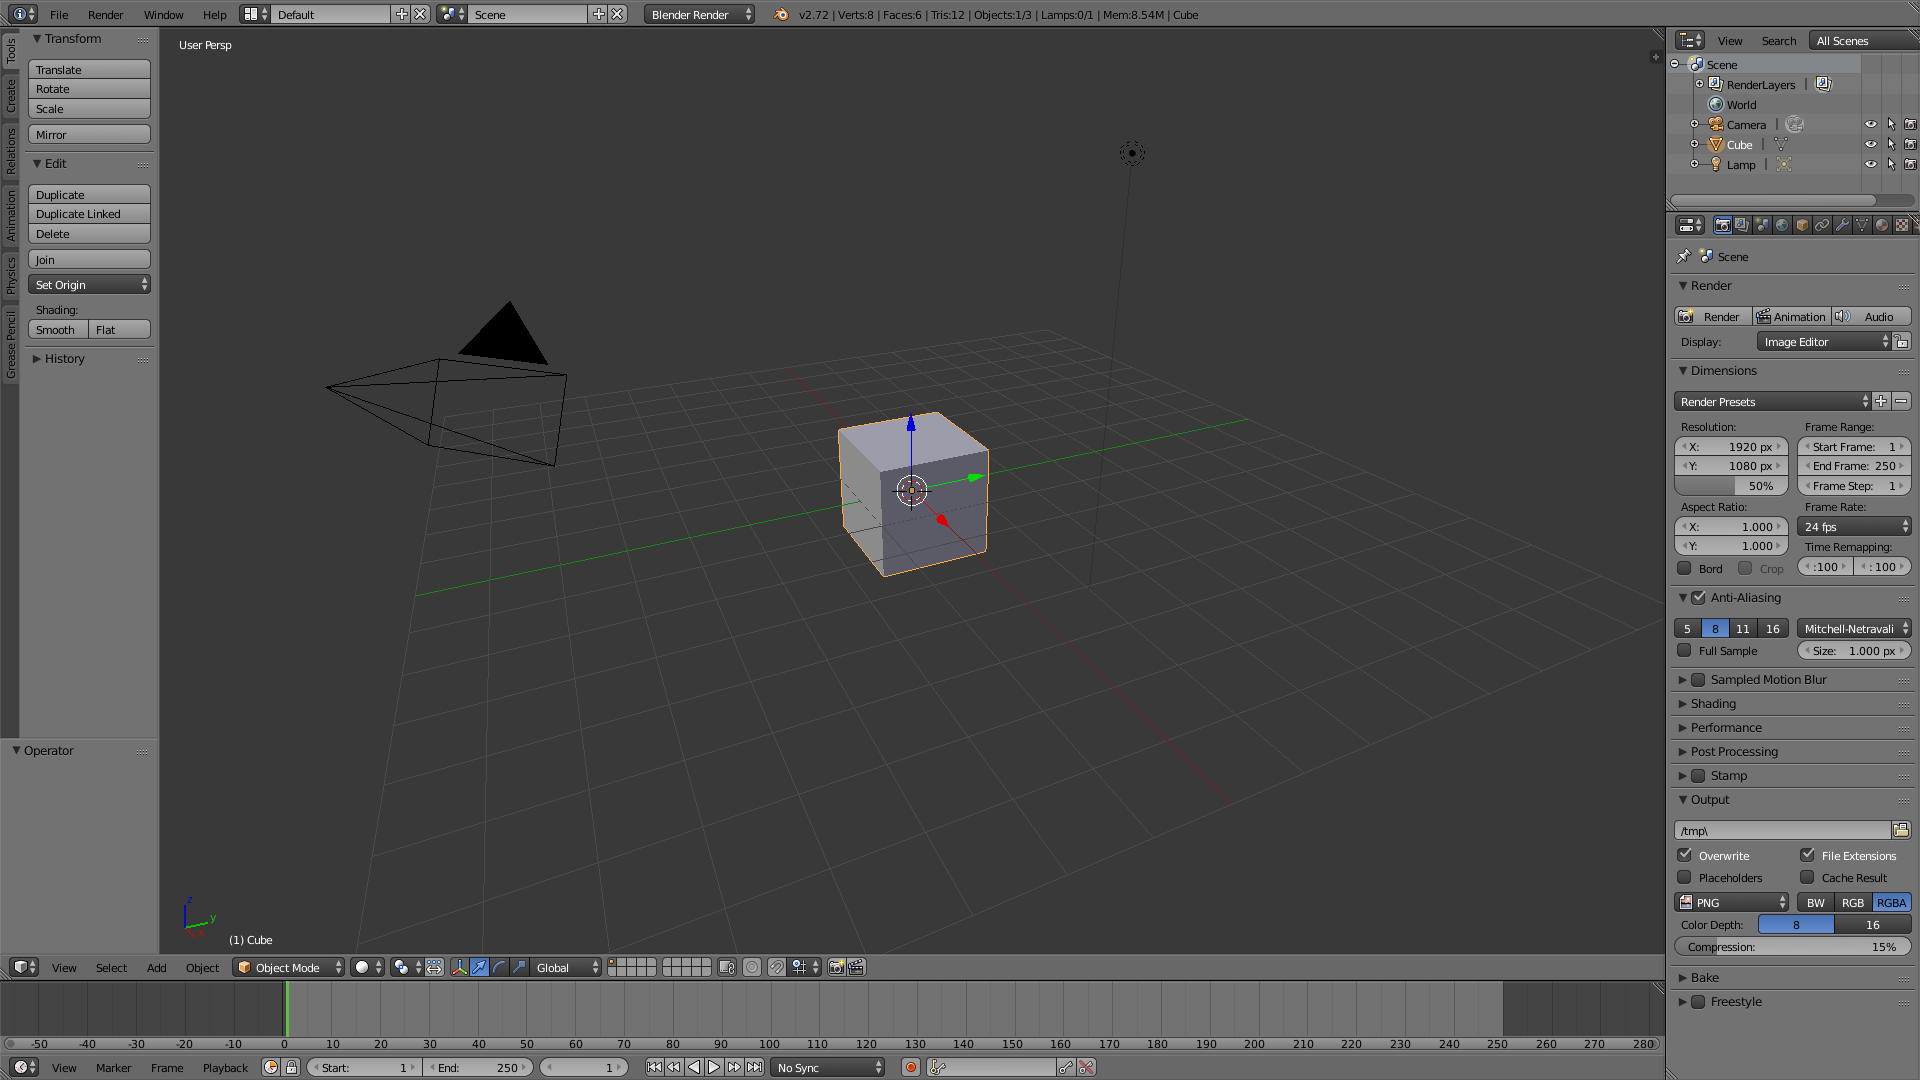 File Render Window Help Default Scene Blender Render v2.72 | Verts:8 | Faces:6 | Tris:12 | Objects:1/3 | Lamps:0/1 | Mem:8.54M | Cube
Tools
Create
Relations
Animation
Physics
Grease Pencil
Transform
Translate
Rotate
Scale
Mirror
Edit
Duplicate
Duplicate Linked
Delete
Join
Set Origin
Shading:
Smooth Flat
History
Operator
User Persp
z
y
x
(1) Cube
View Select Add Object Object Mode Global
-50 -40 -30 -20 -10 0 10 20 30 40 50 60 70 80 90 100 110 120 130 140 150 160 170 180 190 200 210 220 230 240 250 260 270 280
View Marker Frame Playback Start: 1 End: 250 1 No Sync
View Search All Scenes
Scene
RenderLayers |
World
Camera |
Cube |
Lamp |
Scene
Render
Render Animation Audio
Display: Image Editor
Dimensions
Render Presets
Resolution: Frame Range:
X: 1920 px Start Frame: 1
Y: 1080 px End Frame: 250
50% Frame Step: 1
Aspect Ratio: Frame Rate:
X: 1.000 24 fps
Y: 1.000 Time Remapping:
Bord Crop :100 : 100
Anti-Aliasing
5 8 11 16 Mitchell-Netravali
Full Sample Size: 1.000 px
Sampled Motion Blur
Shading
Performance
Post Processing
Stamp
Output
/tmp\
Overwrite File Extensions
Placeholders Cache Result
PNG BW RGB RGBA
Color Depth: 8 16
Compression: 15%
Bake
Freestyle